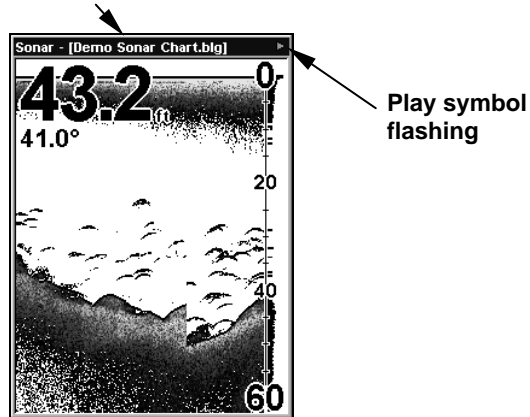 Sonar - [Demo Sonar Chart.blg]
43.2 ft
41.0°
0
20
40
60
Play symbol
flashing